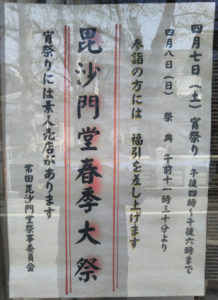 四月七日（土）宵祭り 午後四時～午後六時まで
四月八日（日）祭典 午前十一時三十分より
参詣の方には 福引を差し上げます
毘沙門堂春季大祭
宵祭りには素人売店があります
常田毘沙門堂祭事委員会